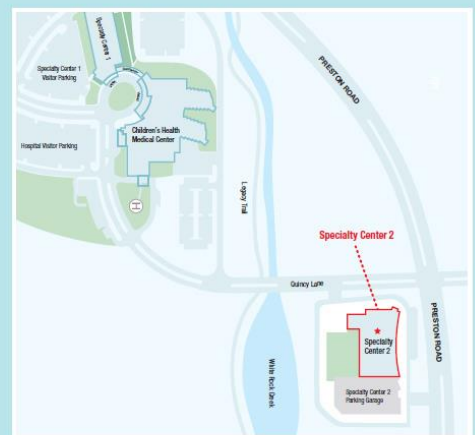 Specialty Center 1
Specialty Center 1
Visitor Parking
PRESTON ROAD
Children's Health
Medical Center
Hospital Visitor Parking
Legacy Trail
H
Specialty Center 2
Quincy Lane
PRESTON ROAD
Specialty
Center 2
White Rock Creek
Specialty Center 2
Parking Garage